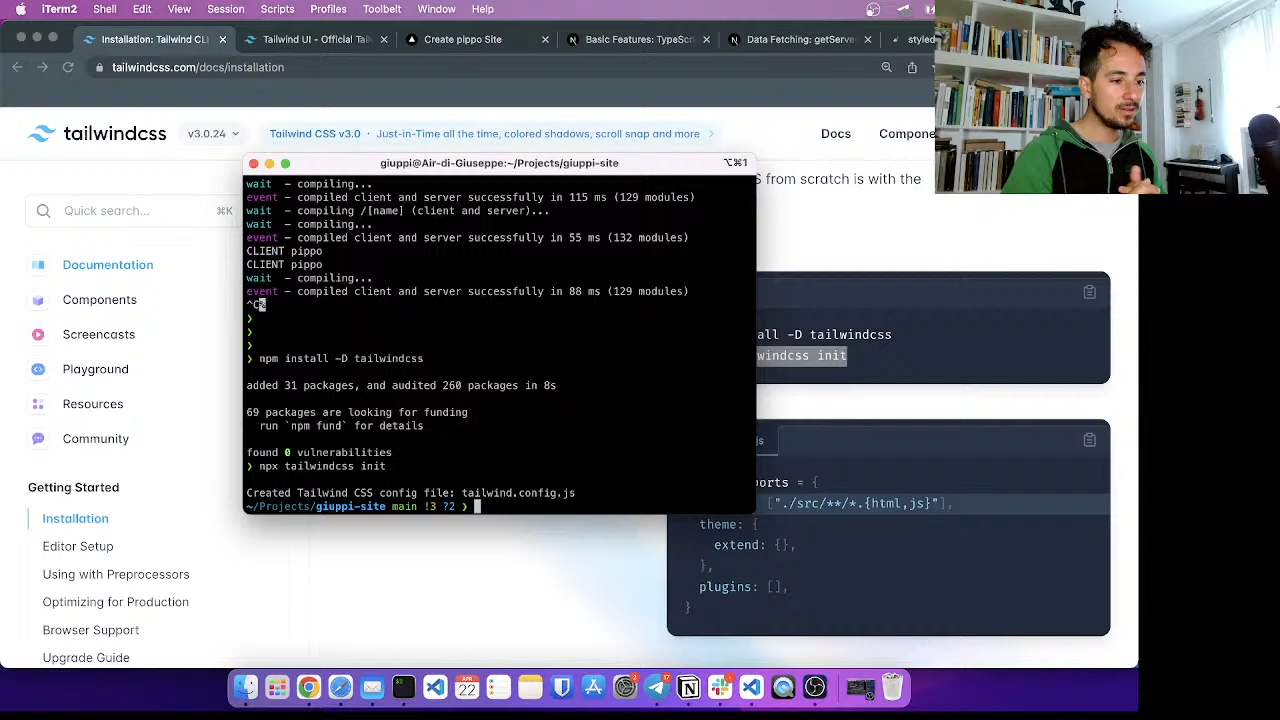 iTerm2 Shell Edit View Session Scripts Profiles Toolbelt Window Help
Installation: Tailwind CLI
Tailwind UI - Official Tai
Create pippo Site
Basic Features: TypeScri
Data Fetching: getServer
styled
tailwindcss.com/docs/installation
tailwindcss
v3.0.24
Tailwind CSS v3.0 · Just-in-Time all the time, colored shadows, scroll snap and more
Docs
Compone
Quick search...
⌘K
S from scratch is with the
Documentation
Components
Screencasts
Playground
Resources
Community
Getting Started
Installation
Editor Setup
Using with Preprocessors
Optimizing for Production
Browser Support
Upgrade Guide
giuppi@Air-di-Giuseppe:~/Projects/giuppi-site
⌥⌘1
wait - compiling...
event - compiled client and server successfully in 115 ms (129 modules)
wait - compiling /[name] (client and server)...
wait - compiling...
event - compiled client and server successfully in 55 ms (132 modules)
CLIENT pippo
CLIENT pippo
wait - compiling...
event - compiled client and server successfully in 88 ms (129 modules)
^C%
❯
❯
❯
❯ npm install -D tailwindcss
added 31 packages, and audited 260 packages in 8s
69 packages are looking for funding
run `npm fund` for details
found 0 vulnerabilities
❯ npx tailwindcss init
Created Tailwind CSS config file: tailwind.config.js
~/Projects/giuppi-site main !3 ?2 ❯
all -D tailwindcss
windcss init
js
ports = {
["./src/**/*.{html,js}"],
theme: {
extend: {},
},
plugins: [],
}
APR
22
2
3